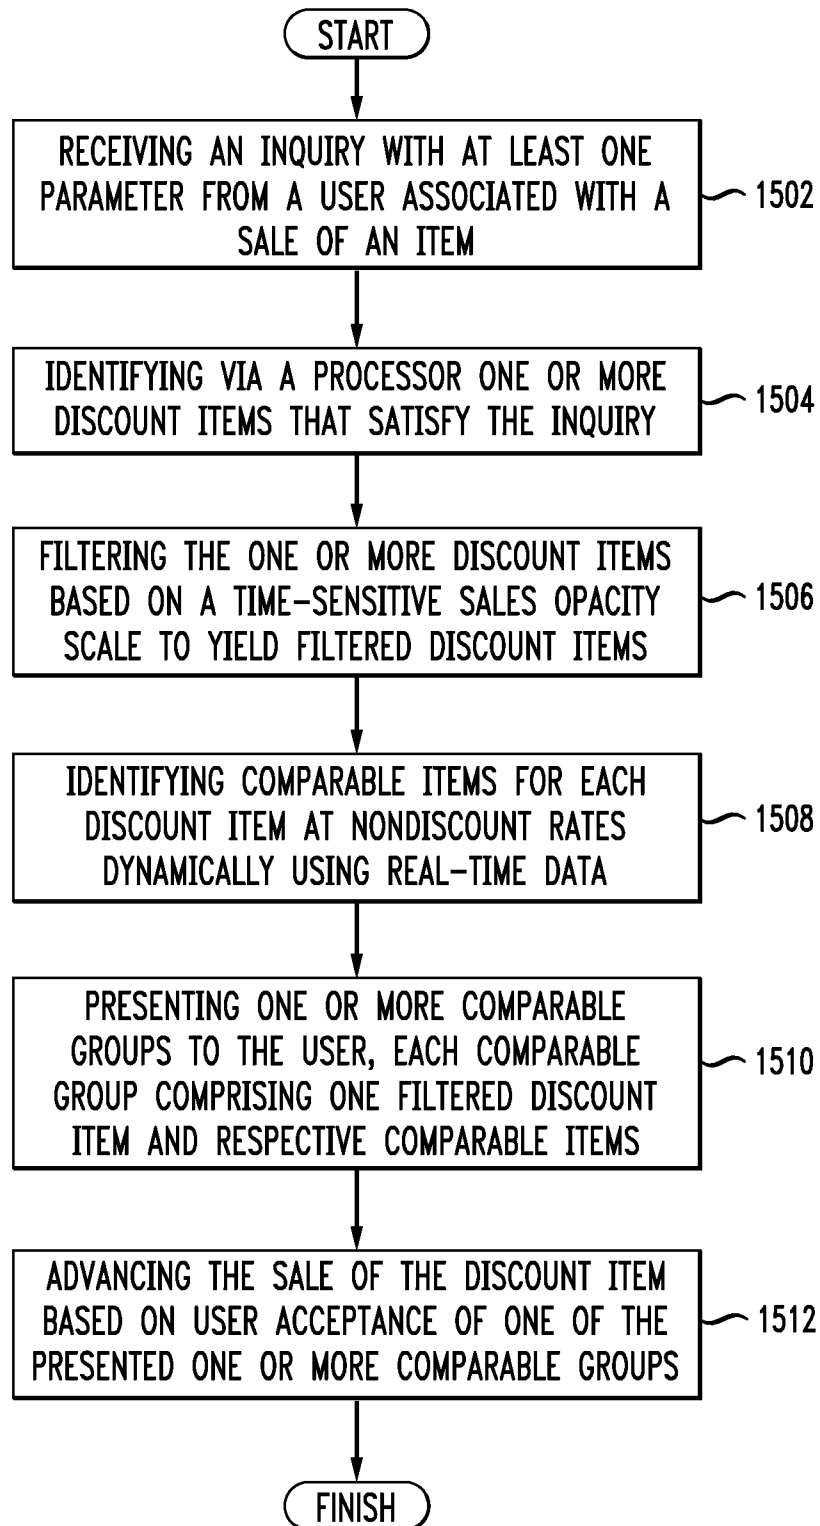 START
RECEIVING AN INQUIRY WITH AT LEAST ONE
PARAMETER FROM A USER ASSOCIATED WITH A
SALE OF AN ITEM
1502
IDENTIFYING VIA A PROCESSOR ONE OR MORE
DISCOUNT ITEMS THAT SATISFY THE INQUIRY
1504
FILTERING THE ONE OR MORE DISCOUNT ITEMS
BASED ON A TIME-SENSITIVE SALES OPACITY
SCALE TO YIELD FILTERED DISCOUNT ITEMS
1506
IDENTIFYING COMPARABLE ITEMS FOR EACH
DISCOUNT ITEM AT NONDISCOUNT RATES
DYNAMICALLY USING REAL-TIME DATA
1508
PRESENTING ONE OR MORE COMPARABLE
GROUPS TO THE USER, EACH COMPARABLE
GROUP COMPRISING ONE FILTERED DISCOUNT
ITEM AND RESPECTIVE COMPARABLE ITEMS
1510
ADVANCING THE SALE OF THE DISCOUNT ITEM
BASED ON USER ACCEPTANCE OF ONE OF THE
PRESENTED ONE OR MORE COMPARABLE GROUPS
1512
FINISH